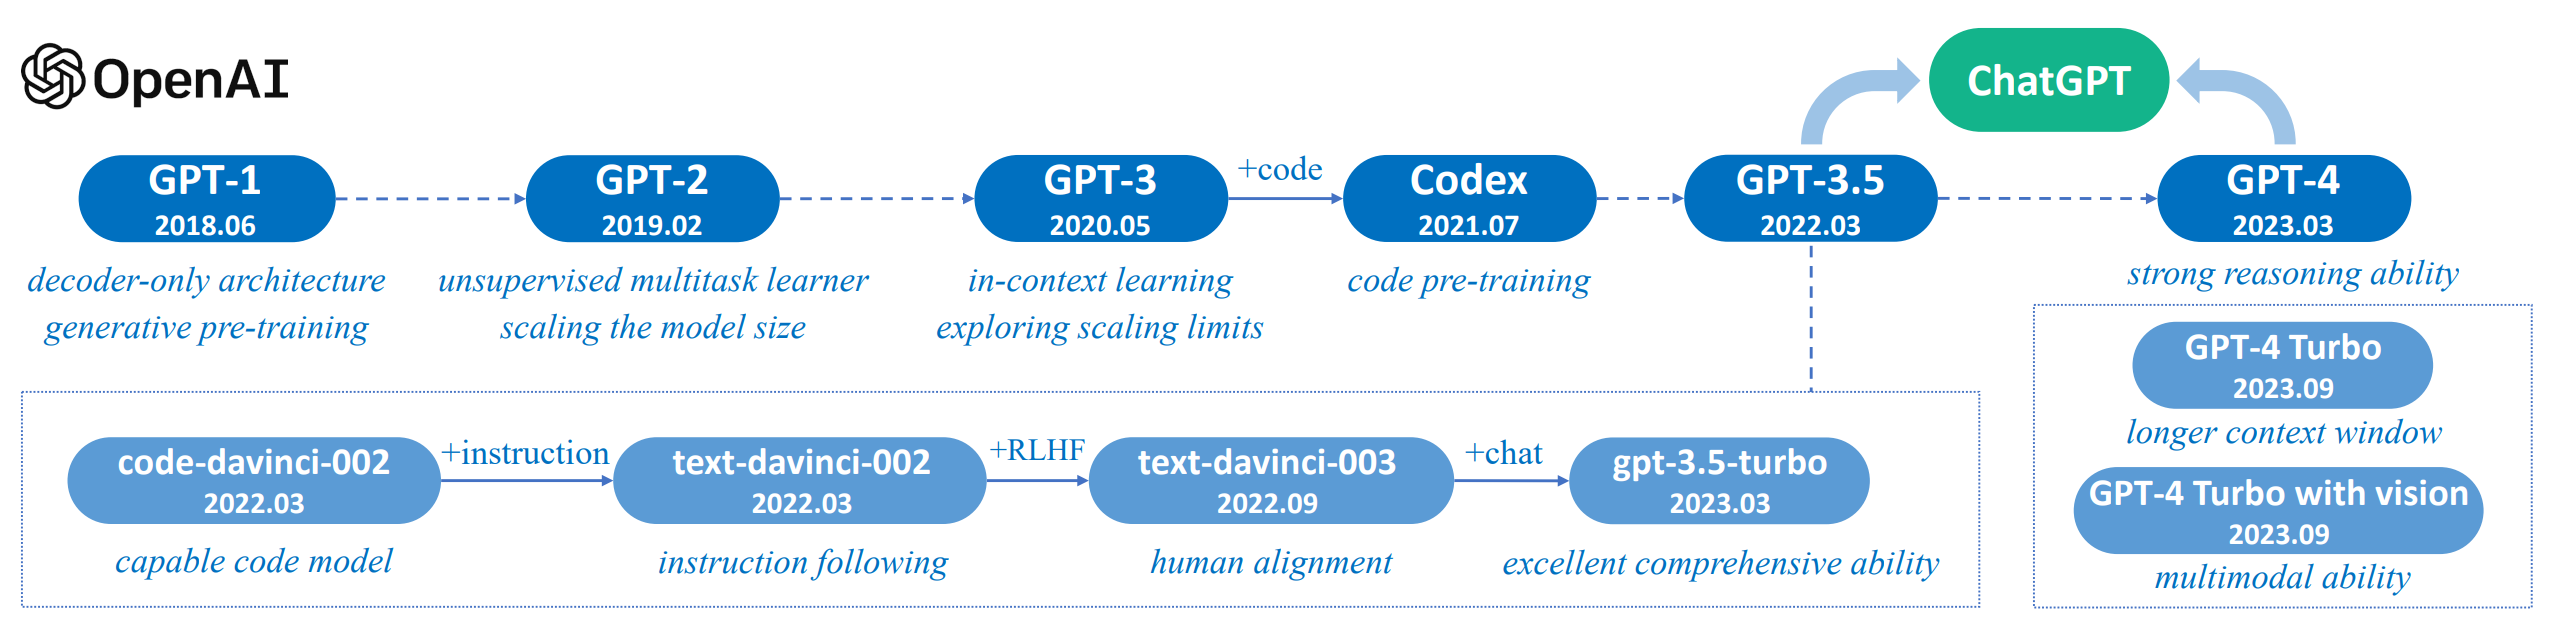 OpenAI
ChatGPT
GPT-1
2018.06
decoder-only architecture
generative pre-training
GPT-2
2019.02
unsupervised multitask learner
scaling the model size
GPT-3
2020.05
in-context learning
exploring scaling limits
+code
Codex
2021.07
code pre-training
GPT-3.5
2022.03
GPT-4
2023.03
strong reasoning ability
GPT-4 Turbo
2023.09
longer context window
GPT-4 Turbo with vision
2023.09
multimodal ability
code-davinci-002
2022.03
capable code model
+instruction
text-davinci-002
2022.03
instruction following
+RLHF
text-davinci-003
2022.09
human alignment
+chat
gpt-3.5-turbo
2023.03
excellent comprehensive ability